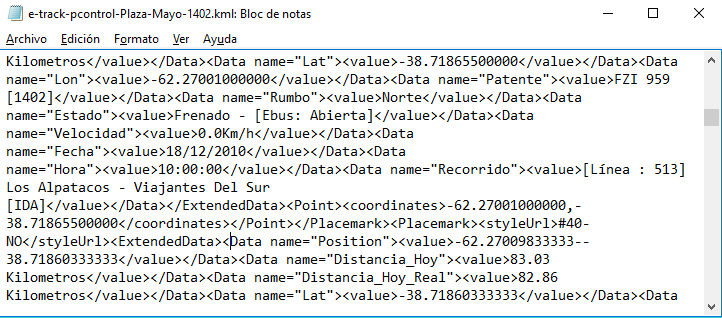 e-track-pcontrol-Plaza-Mayo-1402.kml: Bloc de notas
Archivo Edición Formato Ver Ayuda
Kilometros</value></Data><Data name="Lat"><value>-38.71865500000</value></Data><Data
name="Lon"><value>-62.27001000000</value></Data><Data name="Patente"><value>FZI 959
[1402]</value></Data><Data name="Rumbo"><value>Norte</value></Data><Data
name="Estado"><value>Frenado - [Ebus: Abierta]</value></Data><Data
name="Velocidad"><value>0.0Km/h</value></Data><Data
name="Fecha"><value>18/12/2010</value></Data><Data
name="Hora"><value>10:00:00</value></Data><Data name="Recorrido"><value>[Línea : 513]
Los Alpatacos - Viajantes Del Sur
[IDA]</value></Data></ExtendedData><Point><coordinates>-62.27001000000,-
38.71865500000</coordinates></Point></Placemark><Placemark><styleUrl>#40-
NO</styleUrl><ExtendedData><Data name="Position"><value>-62.27009833333--
38.71860333333</value></Data><Data name="Distancia_Hoy"><value>83.03
Kilometros</value></Data><Data name="Distancia_Hoy_Real"><value>82.86
Kilometros</value></Data><Data name="Lat"><value>-38.71860333333</value></Data><Data